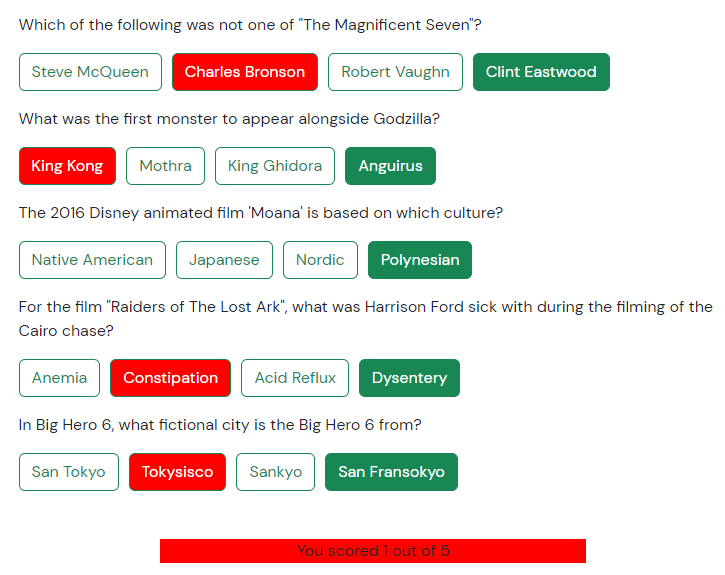 Which of the following was not one of "The Magnificent Seven"?
Steve McQueen Charles Bronson Robert Vaughn Clint Eastwood
What was the first monster to appear alongside Godzilla?
King Kong Mothra King Ghidora Anguirus
The 2016 Disney animated film 'Moana' is based on which culture?
Native American Japanese Nordic Polynesian
For the film "Raiders of The Lost Ark", what was Harrison Ford sick with during the filming of the
Cairo chase?
Anemia Constipation Acid Reflux Dysentery
In Big Hero 6, what fictional city is the Big Hero 6 from?
San Tokyo Tokysisco Sankyo San Fransokyo
You scored 1 out of 5